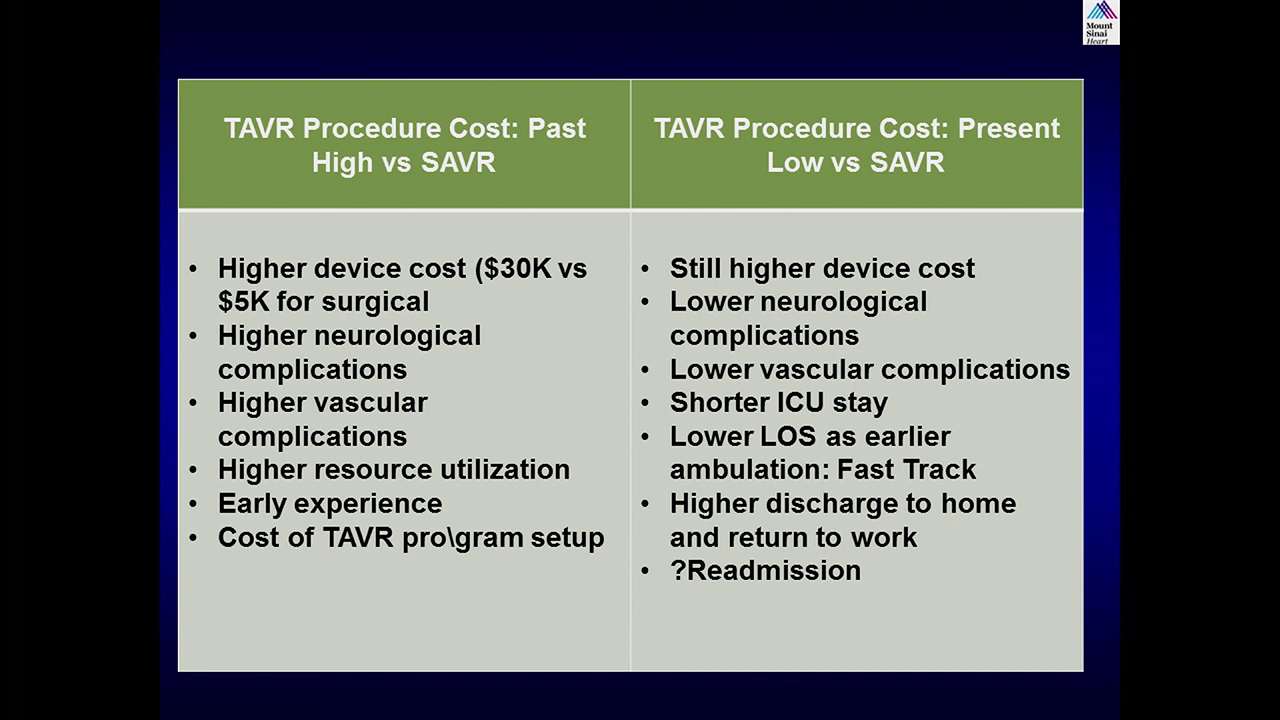 Mount
Sinai
Heart
TAVR Procedure Cost: Past
High vs SAVR
• Higher device cost ($30K vs
$5K for surgical
• Higher neurological
complications
• Higher vascular
complications
• Higher resource utilization
• Early experience
• Cost of TAVR pro\gram setup
TAVR Procedure Cost: Present
Low vs SAVR
• Still higher device cost
• Lower neurological
complications
• Lower vascular complications
• Shorter ICU stay
• Lower LOS as earlier
ambulation: Fast Track
• Higher discharge to home
and return to work
• ?Readmission